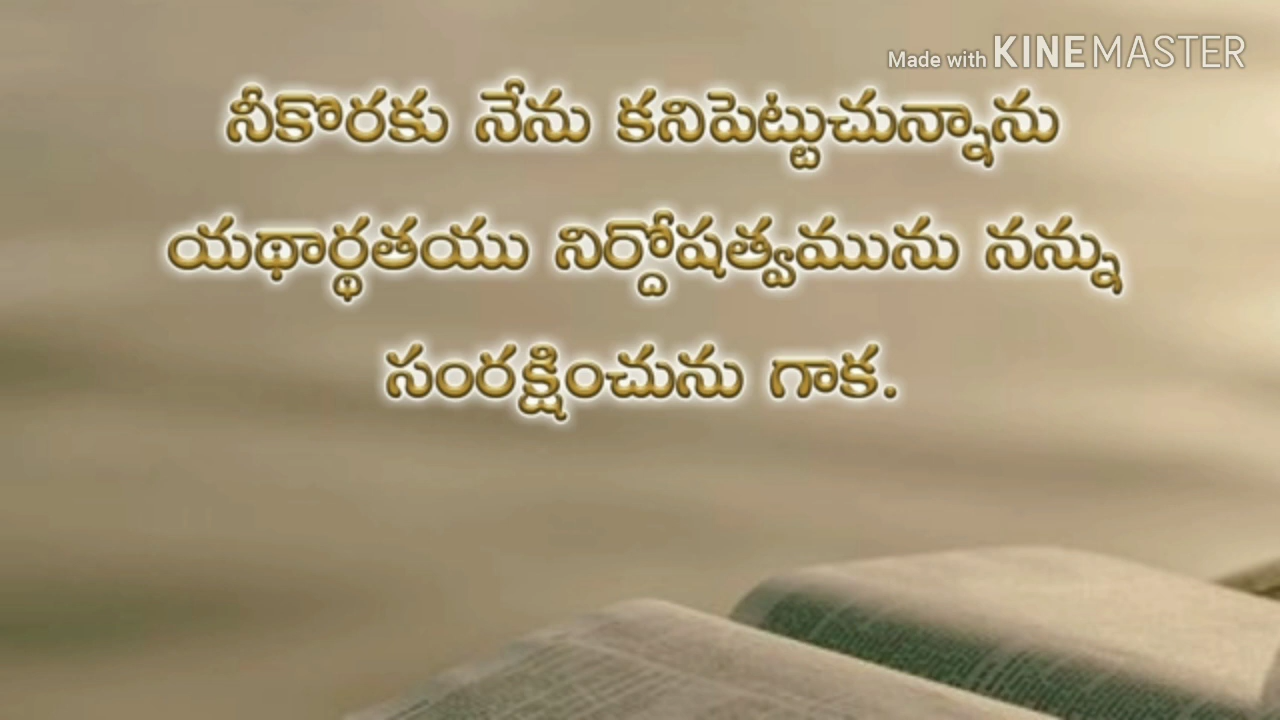 Made with KINEMASTER
నీకొరకు నేను కనిపెట్టుచున్నాను
యథార్థతయు నిర్దోషత్వమును నన్ను
సంరక్షించును గాక.